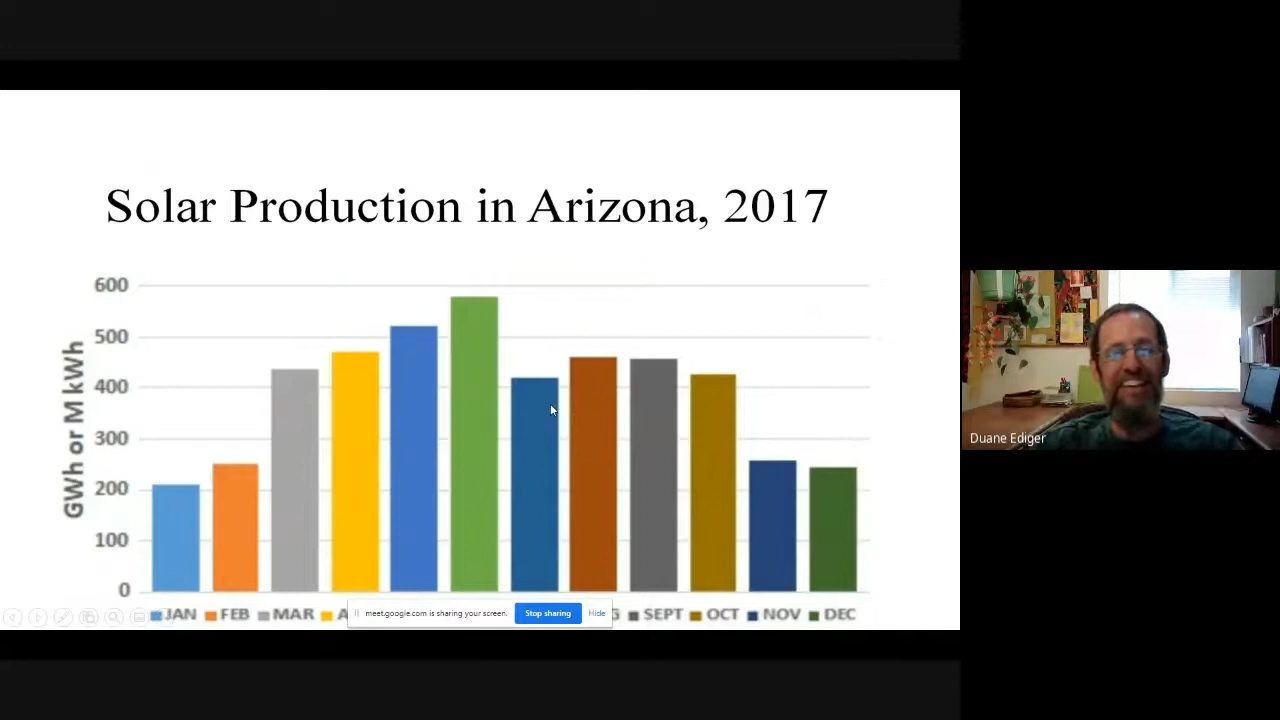 Solar Production in Arizona, 2017
GWh or M kWh
600
500
400
300
200
100
0
JAN FEB MAR A G SEPT OCT NOV DEC
meet.google.com is sharing your screen. Stop sharing Hide
Duane Ediger